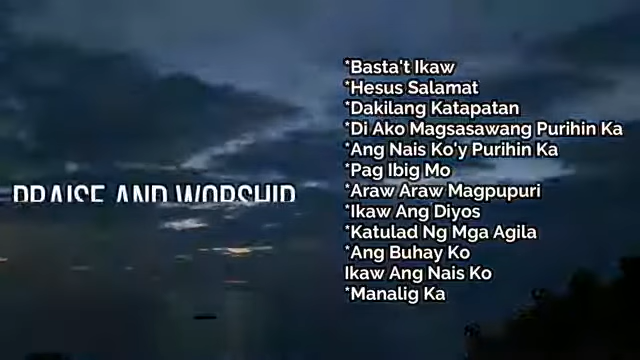 PRAISE AND WORSHIP
*Basta't Ikaw
*Hesus Salamat
*Dakilang Katapatan
*Di Ako Magsasawang Purihin Ka
*Ang Nais Ko'y Purihin Ka
*Pag Ibig Mo
*Araw Araw Magpupuri
*Ikaw Ang Diyos
*Katulad Ng Mga Agila
*Ang Buhay Ko
Ikaw Ang Nais Ko
*Manalig Ka